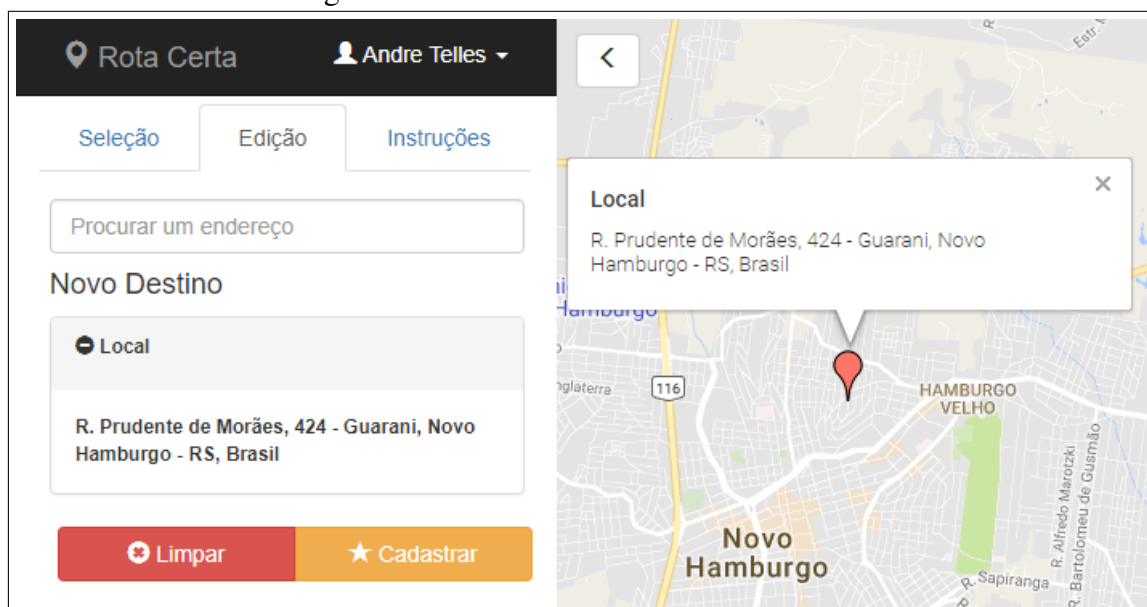 Rota Certa
Andre Telles
Seleção
Edição
Instruções
Procurar um endereço
Novo Destino
Local
R. Prudente de Morães, 424 - Guarani, Novo
Hamburgo - RS, Brasil
Limpar
Cadastrar
Local
R. Prudente de Morães, 424 - Guarani, Novo
Hamburgo - RS, Brasil
Hamburgo
116
HAMBURGO
VELHO
Novo
Hamburgo
R. Alfredo Marotzki
R. Bartolomeu de Gusmão
R. Sapiranga